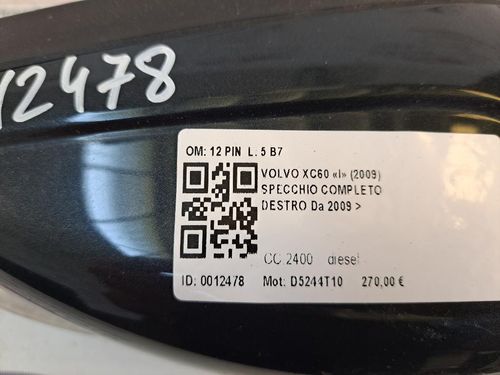 12478
OM: 12 PIN L: 5 B7
VOLVO XC60 «I» (2009)
SPECCHIO COMPLETO
DESTRO Da 2009 >
CC 2400 diesel
ID: 0012478 Mot: D5244T10 270,00 €